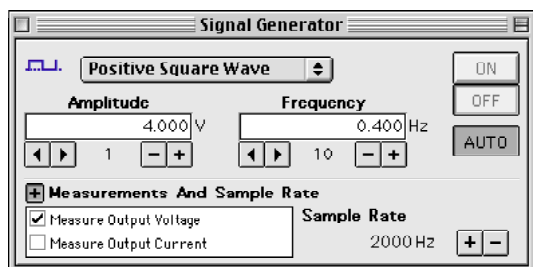 Signal Generator
Positive Square Wave
ON
OFF
AUTO
Amplitude
Frequency
4.000 V
0.400 Hz
1 - +
10 - +
+ Measurements And Sample Rate
Measure Output Voltage
Measure Output Current
Sample Rate
2000 Hz + -